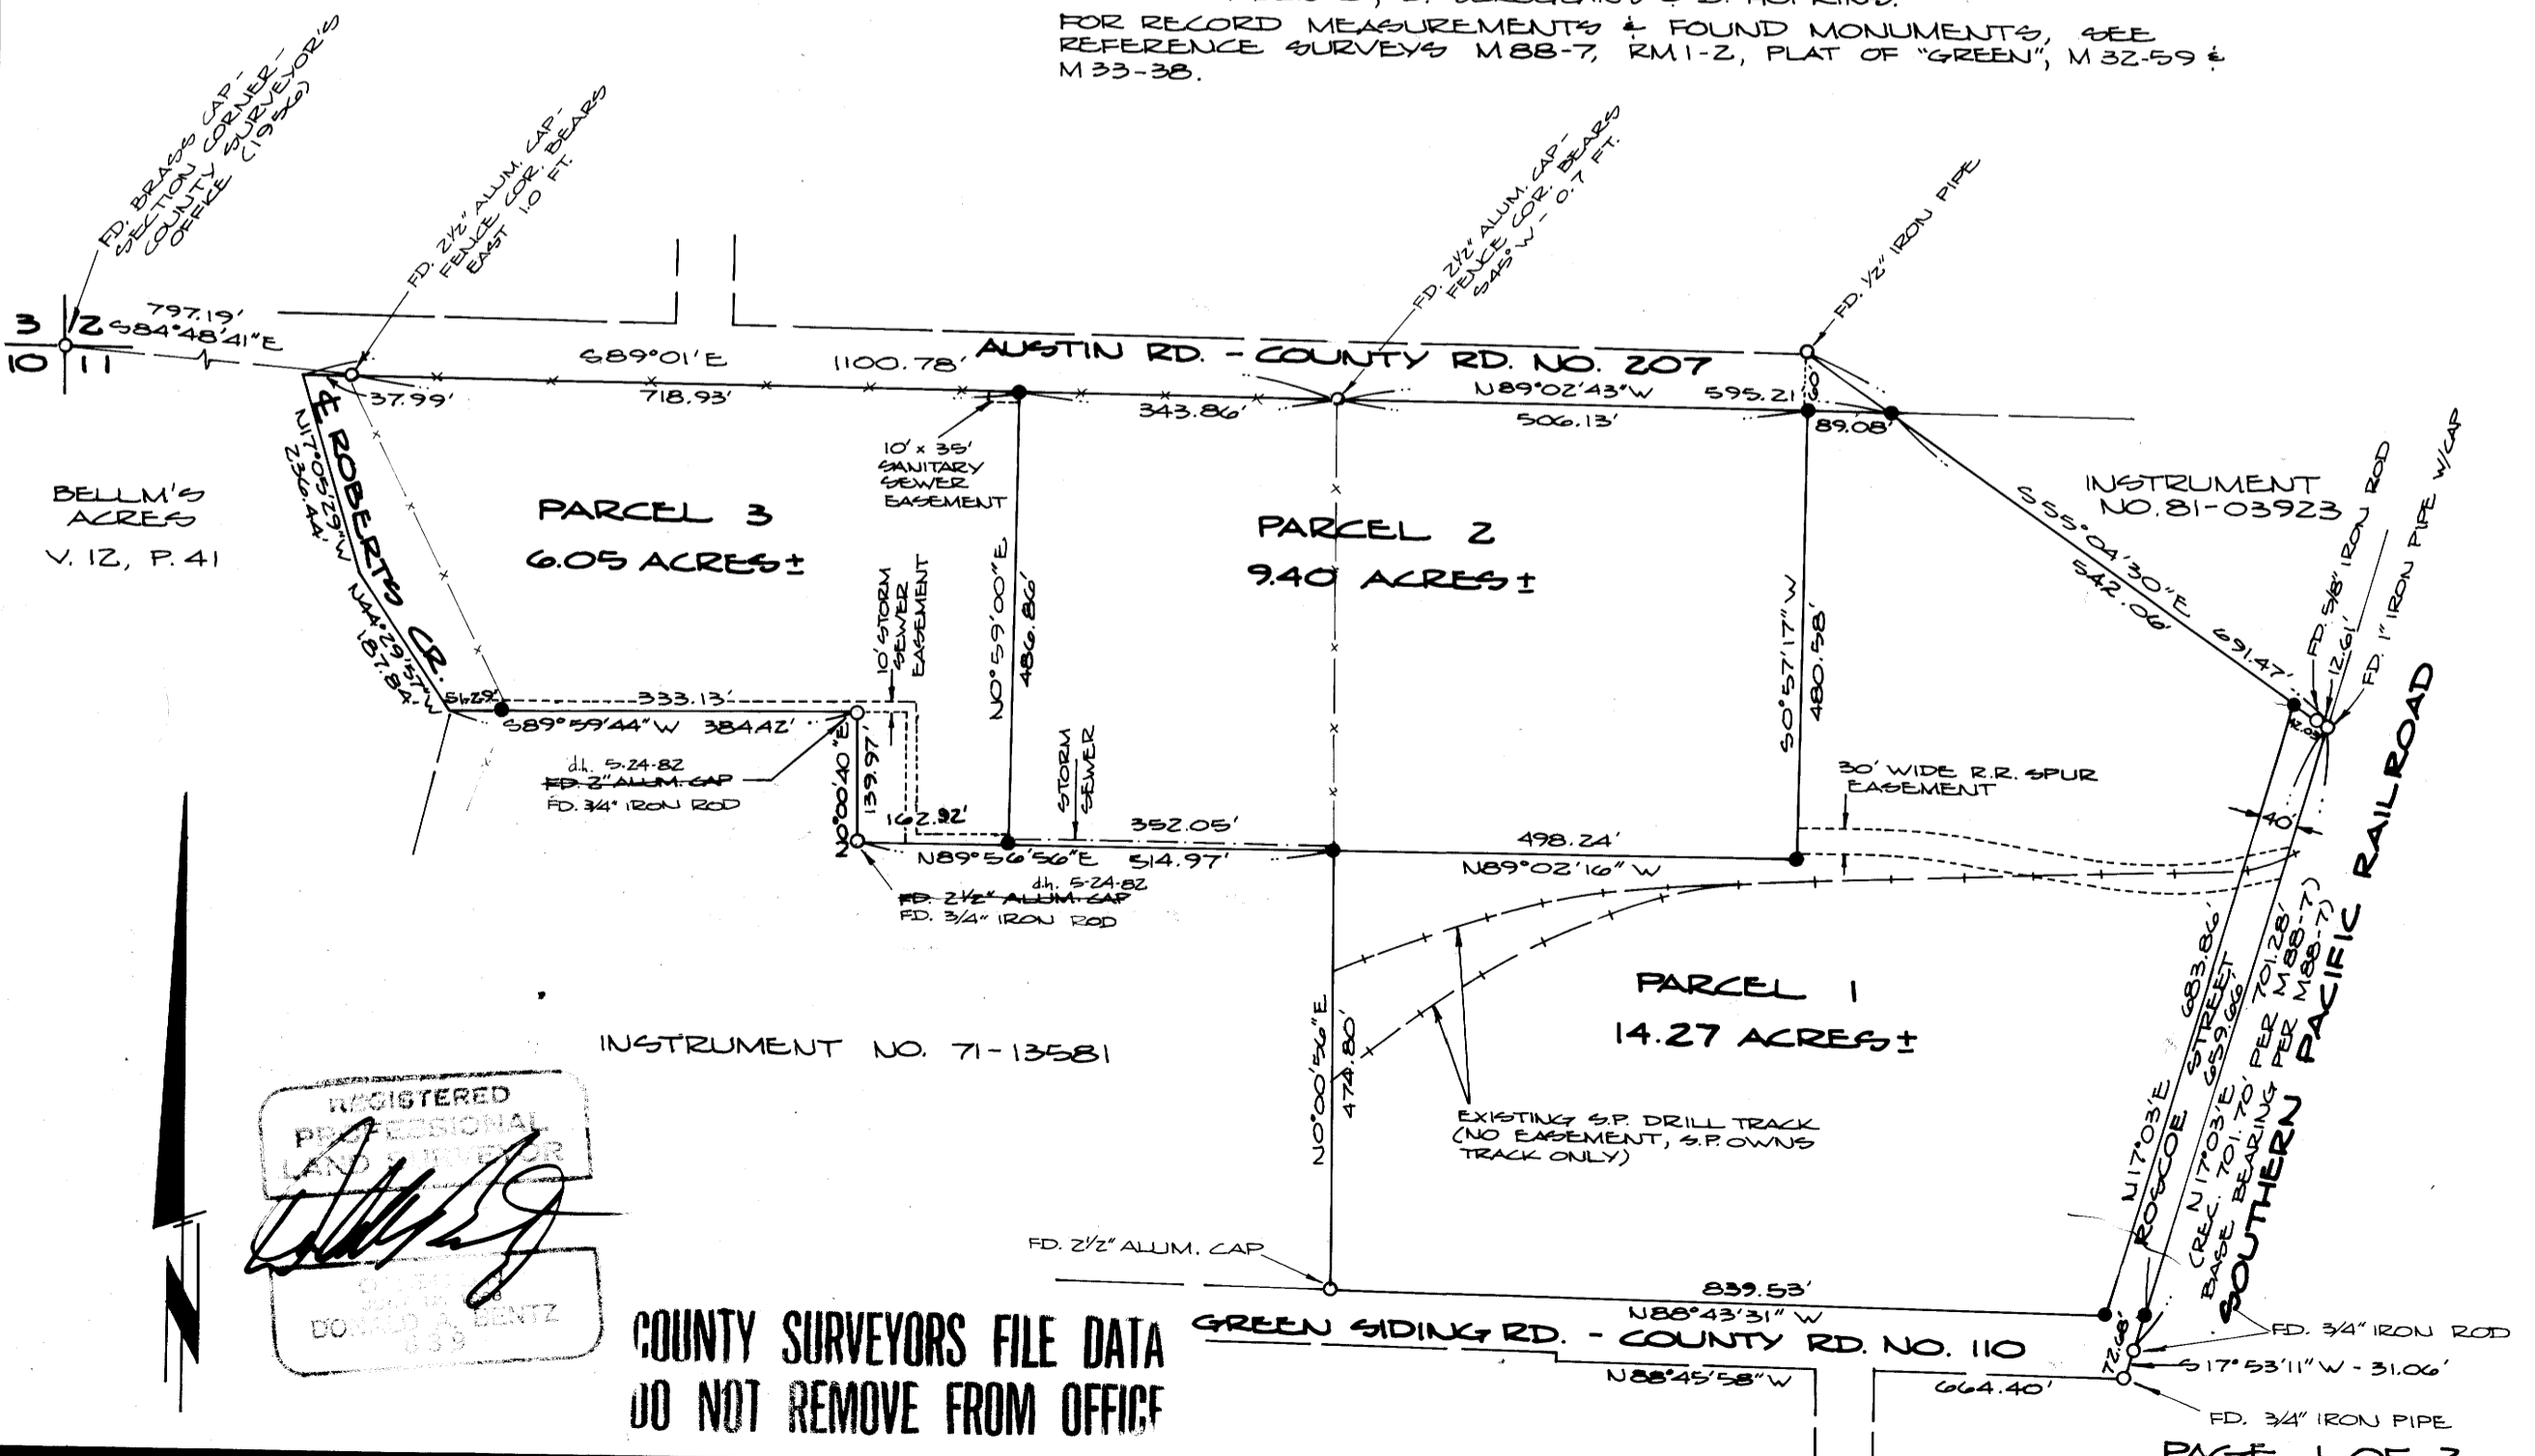 FOR RECORD MEASUREMENTS & FOUND MONUMENTS, SEE
REFERENCE SURVEYS M88-7, RM1-2, PLAT OF "GREEN", M32-59 &
M33-38.
FD. BRASS CAP-
SECTION CORNER-
COUNTY SURVEYOR'S
OFFICE (1956)
FD. 2½" ALUM. CAP-
FENCE COR. BEARS
EAST 1.0 FT.
FD. 2½" ALUM. CAP-
FENCE COR. BEARS
S45°W - 0.7 FT.
FD. 1/2" IRON PIPE
3 2
10 11
797.19'
S84°48'41"E
S89°01'E 1100.78'
AUSTIN RD. - COUNTY RD. NO. 207
37.99'
718.93'
343.86'
N89°02'43"W 595.21'
506.13'
60'
89.08'
₵ ROBERTS CR.
N17°05'29"W
236.44'
N44°29'57"W
187.84'
BELLM'S
ACRES
V. 12, P. 41
PARCEL 3
6.05 ACRES±
10' x 35'
SANITARY
SEWER
EASEMENT
PARCEL 2
9.40 ACRES±
INSTRUMENT
NO. 81-03923
S55°04'30"E 691.47'
542.06'
FD. 5/8" IRON ROD
12.61'
FD. 1" IRON PIPE W/CAP
10' STORM
SEWER
EASEMENT
N0°59'00"E
486.86'
S0°57'17"W
480.58'
51.29'
333.13'
S89°59'44"W 384.42'
d.h. 5-24-82
FD. 2" ALUM. CAP
FD. 3/4" IRON ROD
N0°00'40"E
139.97'
162.92'
STORM
SEWER
352.05'
N89°56'56"E 514.97'
d.h. 5-24-82
FD. 2½" ALUM. CAP
FD. 3/4" IRON ROD
498.24'
N89°02'16"W
30' WIDE R.R. SPUR
EASEMENT
40'
PARCEL 1
14.27 ACRES±
N0°00'56"E
474.80'
EXISTING S.P. DRILL TRACK
(NO EASEMENT, S.P. OWNS
TRACK ONLY)
INSTRUMENT NO. 71-13581
N17°03'E 683.86'
ROSCOE STREET
N17°03'E 659.66'
(REC. 701.70' PER 701.28' M88-7)
BASE BEARING PER M88-7)
SOUTHERN PACIFIC RAILROAD
REGISTERED
PROFESSIONAL
LAND SURVEYOR
DONALD A. BENTZ
FD. 2½" ALUM. CAP
839.53'
N88°43'31"W
GREEN SIDING RD. - COUNTY RD. NO. 110
N88°45'58"W
664.40'
72.68'
FD. 3/4" IRON ROD
S17°53'11"W - 31.06'
FD. 3/4" IRON PIPE
COUNTY SURVEYORS FILE DATA
DO NOT REMOVE FROM OFFICE
PAGE 1 OF